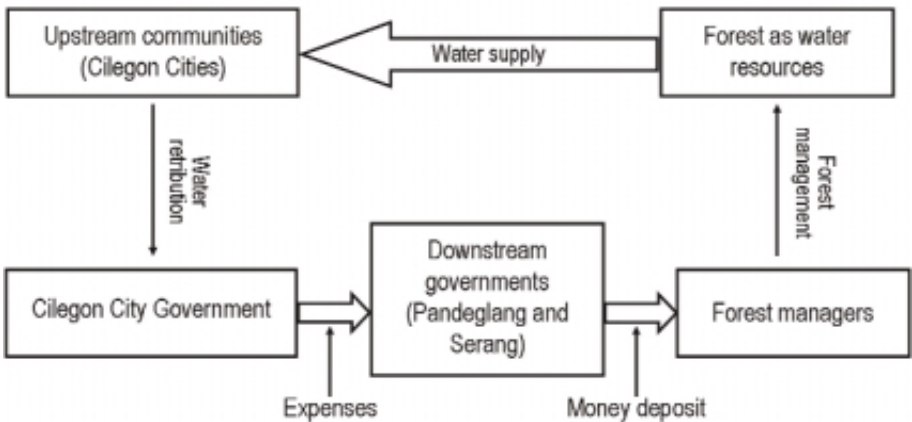 Upstream communities
(Cilegon Cities)
Water supply
Forest as water
resources
Water
retribution
Forest
management
Cilegon City Government
Downstream
governments
(Pandeglang and
Serang)
Forest managers
Expenses
Money deposit